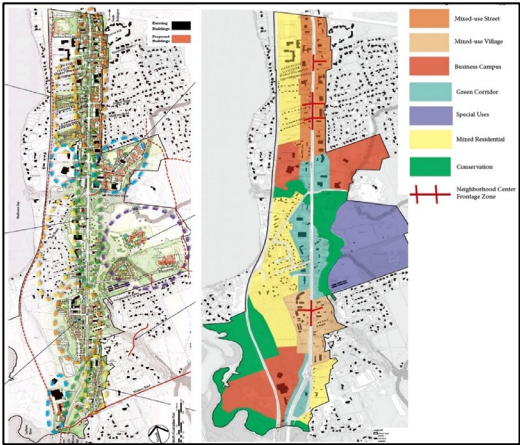 Existing
Buildings
Proposed
Buildings
Mixed-use Street
Mixed-use Village
Business Campus
Green Corridor
Special Uses
Mixed Residential
Conservation
Neighborhood Center
Frontage Zone